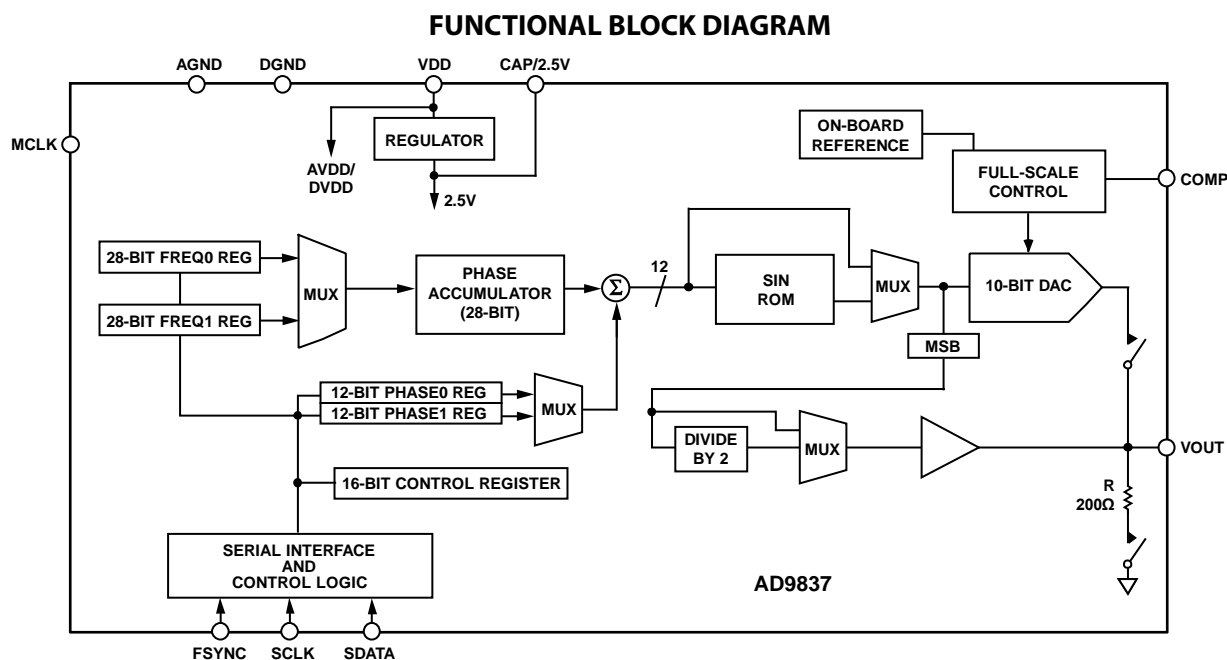 FUNCTIONAL BLOCK DIAGRAM
AGND
DGND
VDD
CAP/2.5V
MCLK
REGULATOR
AVDD/
DVDD
2.5V
ON-BOARD
REFERENCE
FULL-SCALE
CONTROL
COMP
28-BIT FREQ0 REG
28-BIT FREQ1 REG
MUX
PHASE
ACCUMULATOR
(28-BIT)
Σ
12
SIN
ROM
MUX
10-BIT DAC
MSB
12-BIT PHASE0 REG
12-BIT PHASE1 REG
MUX
DIVIDE
BY 2
MUX
VOUT
R
200Ω
16-BIT CONTROL REGISTER
SERIAL INTERFACE
AND
CONTROL LOGIC
AD9837
FSYNC
SCLK
SDATA